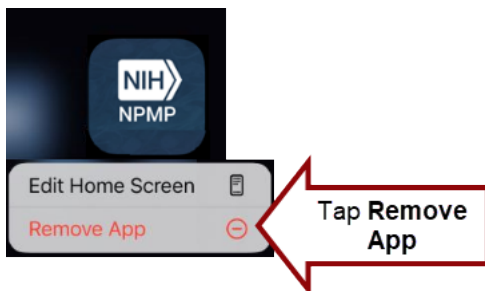 NIH
NPMP
Edit Home Screen
Remove App
Tap Remove
App